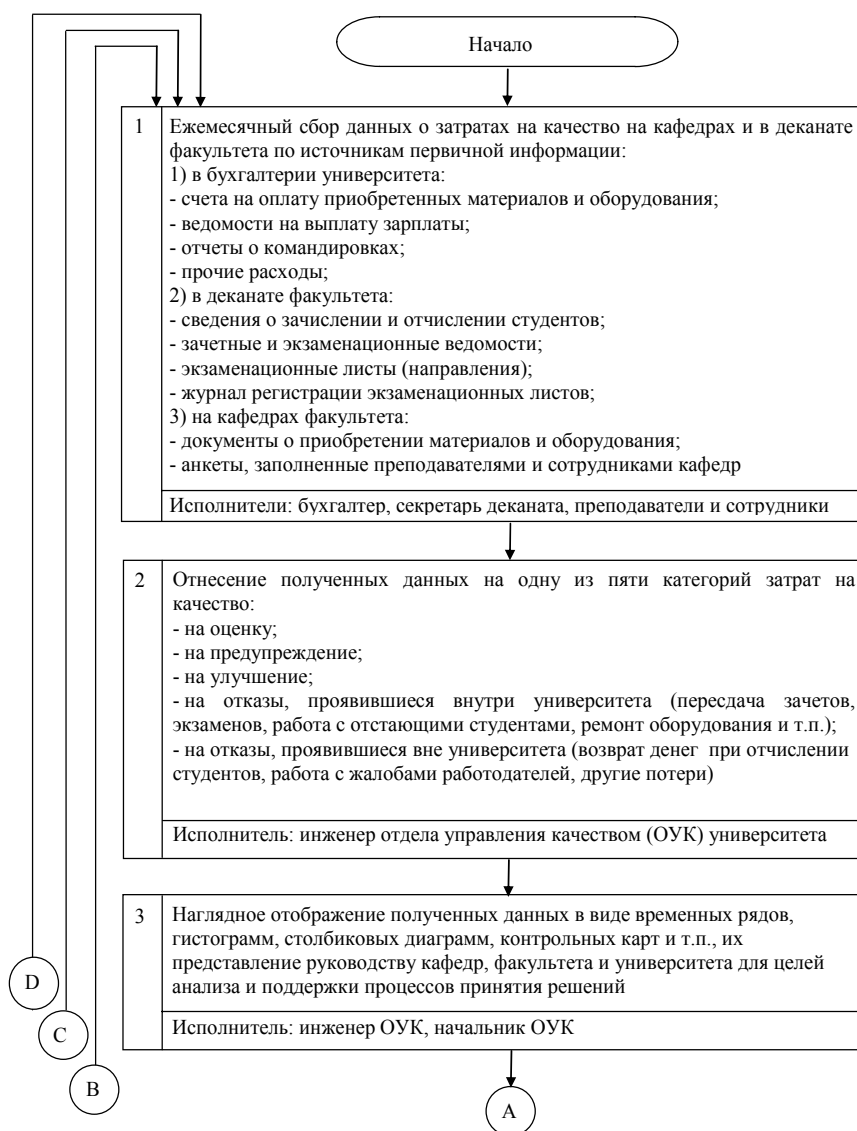 Начало
1
Ежемесячный сбор данных о затратах на качество на кафедрах и в деканате
факультета по источникам первичной информации:
1) в бухгалтерии университета:
- счета на оплату приобретенных материалов и оборудования;
- ведомости на выплату зарплаты;
- отчеты о командировках;
- прочие расходы;
2) в деканате факультета:
- сведения о зачислении и отчислении студентов;
- зачетные и экзаменационные ведомости;
- экзаменационные листы (направления);
- журнал регистрации экзаменационных листов;
3) на кафедрах факультета:
- документы о приобретении материалов и оборудования;
- анкеты, заполненные преподавателями и сотрудниками кафедр
Исполнители: бухгалтер, секретарь деканата, преподаватели и сотрудники
2
Отнесение полученных данных на одну из пяти категорий затрат на
качество:
- на оценку;
- на предупреждение;
- на улучшение;
- на отказы, проявившиеся внутри университета (пересдача зачетов,
экзаменов, работа с отстающими студентами, ремонт оборудования и т.п.);
- на отказы, проявившиеся вне университета (возврат денег при отчислении
студентов, работа с жалобами работодателей, другие потери)
Исполнитель: инженер отдела управления качеством (ОУК) университета
3
Наглядное отображение полученных данных в виде временных рядов,
гистограмм, столбиковых диаграмм, контрольных карт и т.п., их
представление руководству кафедр, факультета и университета для целей
анализа и поддержки процессов принятия решений
Исполнитель: инженер ОУК, начальник ОУК
D
C
B
A